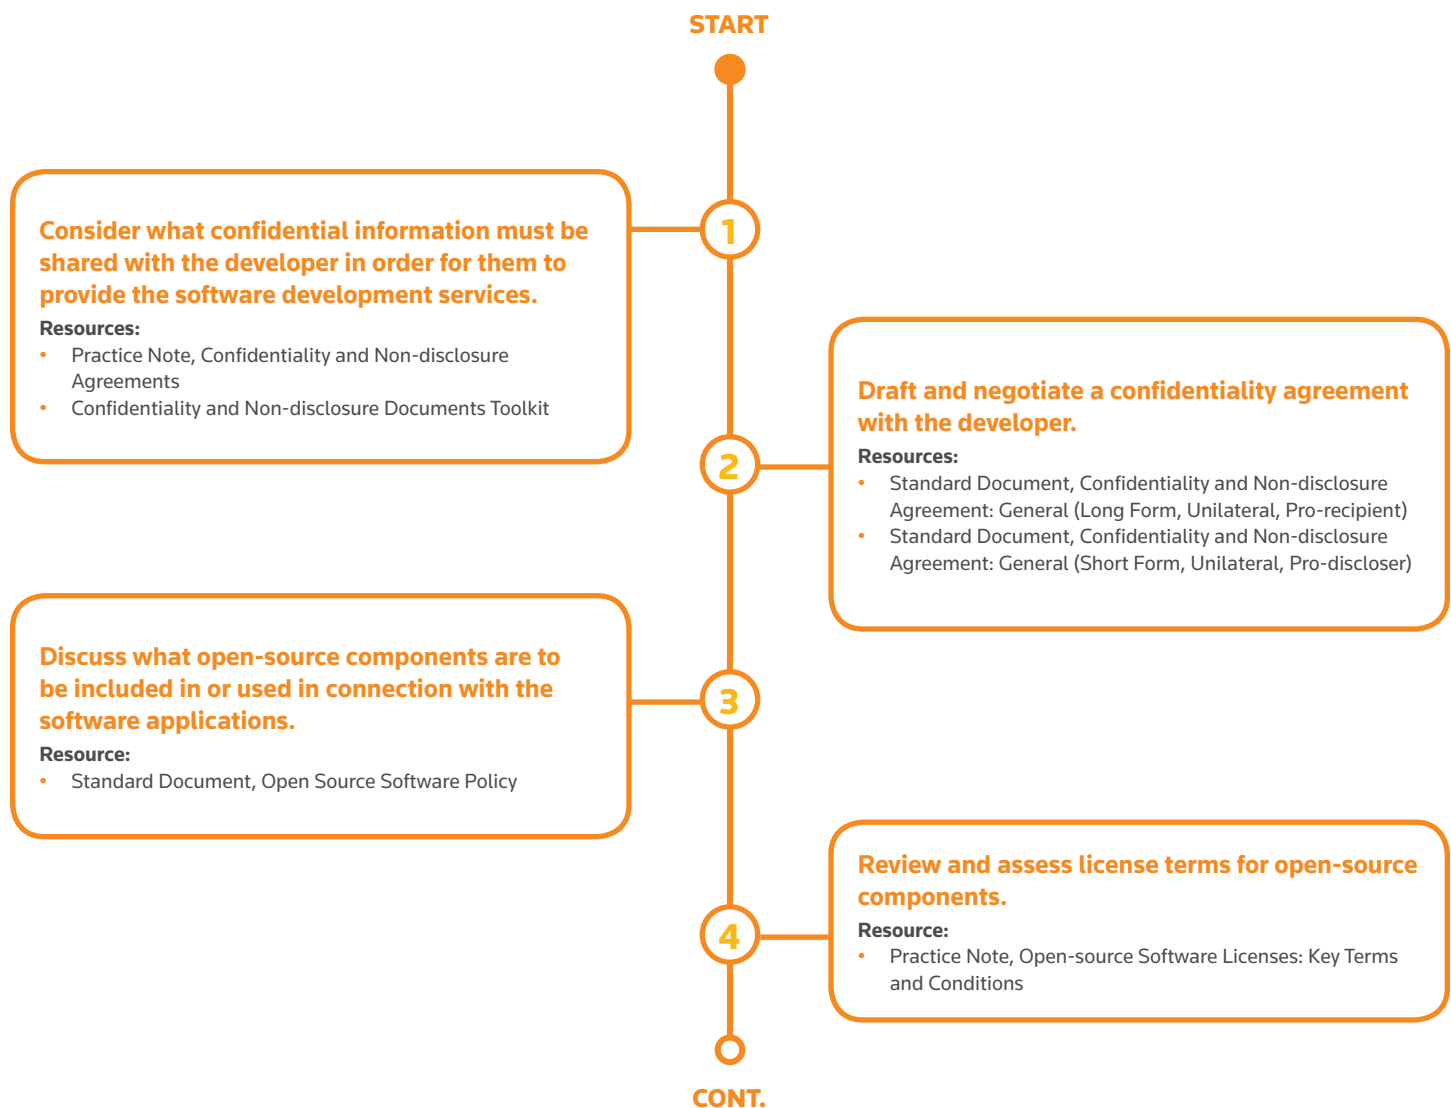 START
1
Consider what confidential information must be
shared with the developer in order for them to
provide the software development services.
Resources:
• Practice Note, Confidentiality and Non-disclosure
Agreements
• Confidentiality and Non-disclosure Documents Toolkit
2
Draft and negotiate a confidentiality agreement
with the developer.
Resources:
• Standard Document, Confidentiality and Non-disclosure
Agreement: General (Long Form, Unilateral, Pro-recipient)
• Standard Document, Confidentiality and Non-disclosure
Agreement: General (Short Form, Unilateral, Pro-discloser)
3
Discuss what open-source components are to
be included in or used in connection with the
software applications.
Resource:
• Standard Document, Open Source Software Policy
4
Review and assess license terms for open-source
components.
Resource:
• Practice Note, Open-source Software Licenses: Key Terms
and Conditions
CONT.